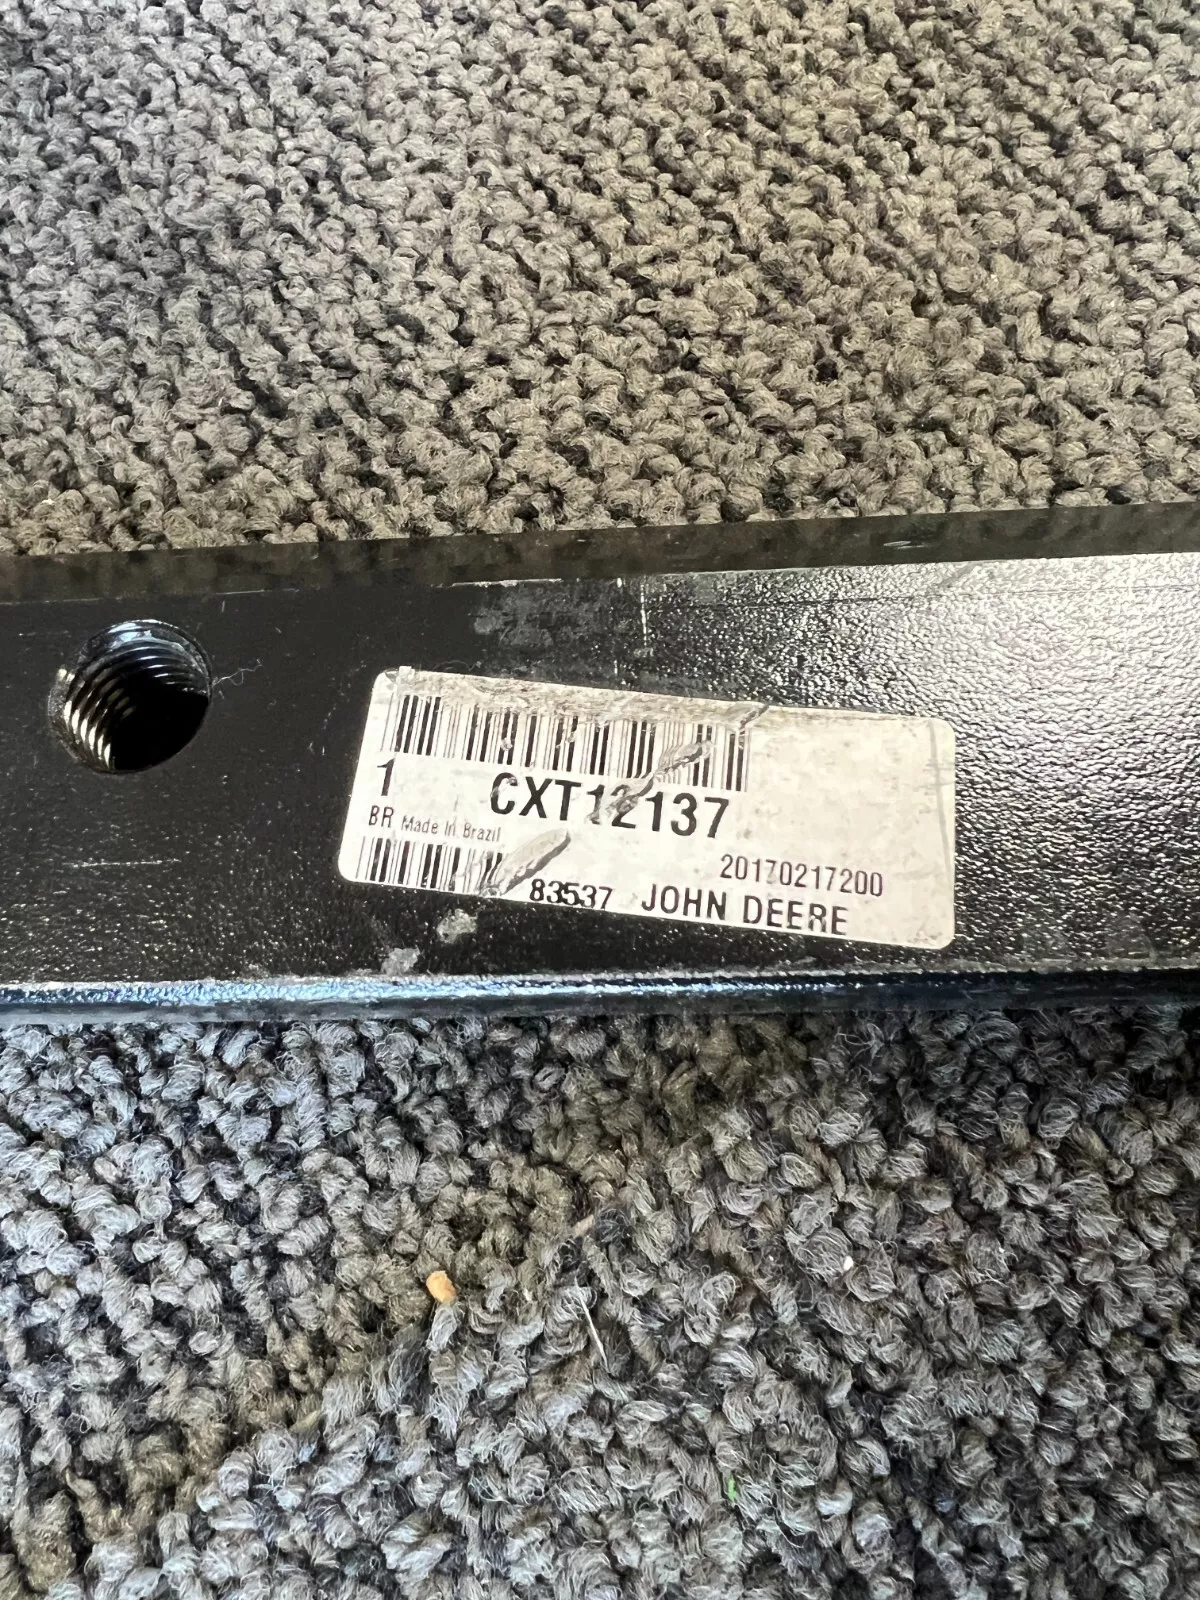 1 CXT12137
BR Made In Brazil
20170217200
83537 JOHN DEERE